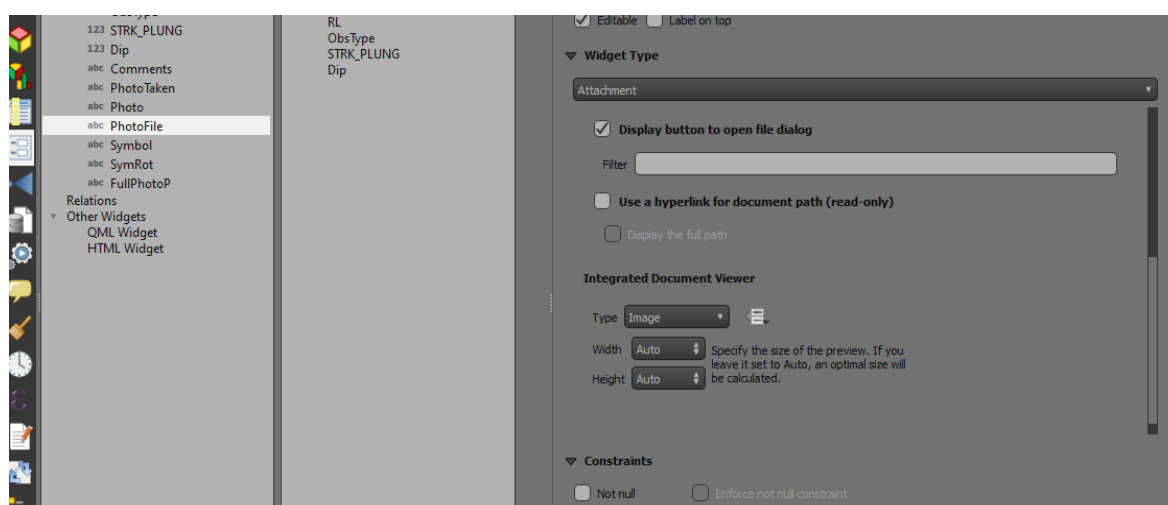 123 STRK_PLUNG
123 Dip
abc Comments
abc PhotoTaken
abc Photo
abc PhotoFile
abc Symbol
abc SymRot
abc FullPhotoP
Relations
Other Widgets
QML Widget
HTML Widget
RL
ObsType
STRK_PLUNG
Dip
Editable Label on top
Widget Type
Attachment
Display button to open file dialog
Filter
Use a hyperlink for document path (read-only)
Display the full path
Integrated Document Viewer
Type Image
Width Auto
Height Auto
Specify the size of the preview. If you
leave it set to Auto, an optimal size will
be calculated.
Constraints
Not null Enforce not null constraint